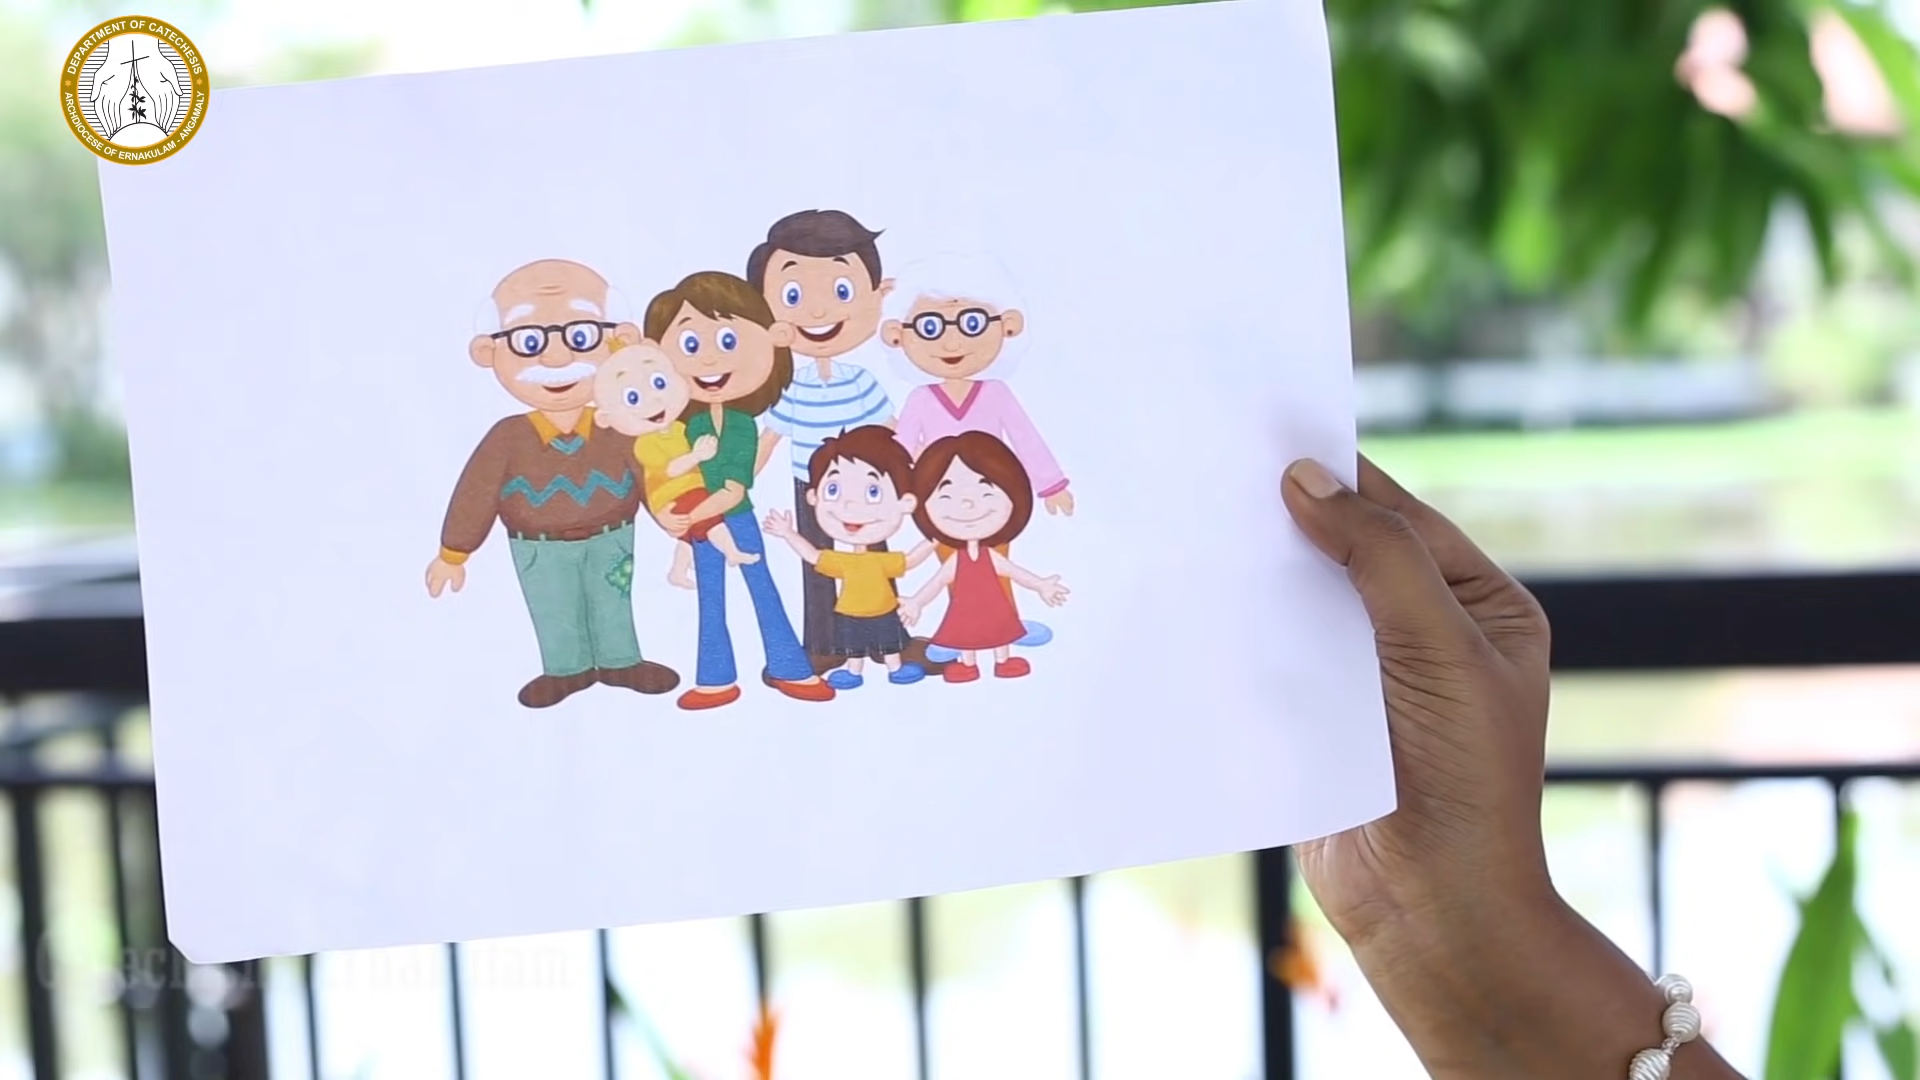 DEPARTMENT OF CATECHESIS
ARCHDIOCESE OF ERNAKULAM - ANGAMALY